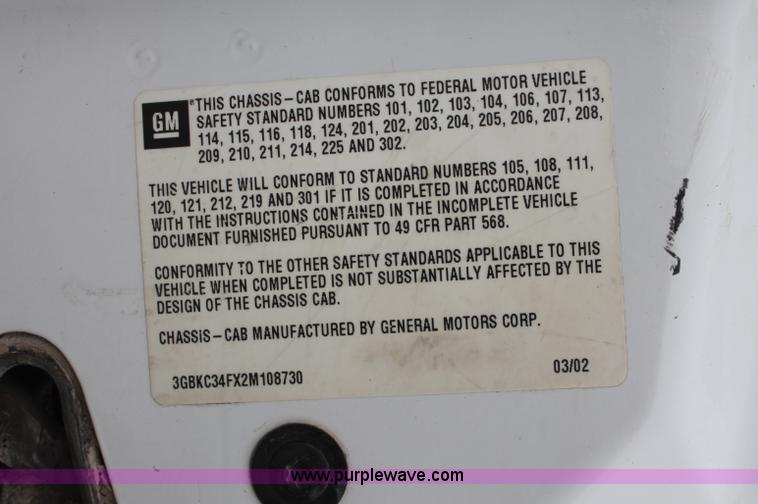 GM
®THIS CHASSIS-CAB CONFORMS TO FEDERAL MOTOR VEHICLE
SAFETY STANDARD NUMBERS 101, 102, 103, 104, 106, 107, 113,
114, 115, 116, 118, 124, 201, 202, 203, 204, 205, 206, 207, 208,
209, 210, 211, 214, 225 AND 302.
THIS VEHICLE WILL CONFORM TO STANDARD NUMBERS 105, 108, 111,
120, 121, 212, 219 AND 301 IF IT IS COMPLETED IN ACCORDANCE
WITH THE INSTRUCTIONS CONTAINED IN THE INCOMPLETE VEHICLE
DOCUMENT FURNISHED PURSUANT TO 49 CFR PART 568.
CONFORMITY TO THE OTHER SAFETY STANDARDS APPLICABLE TO THIS
VEHICLE WHEN COMPLETED IS NOT SUBSTANTIALLY AFFECTED BY THE
DESIGN OF THE CHASSIS CAB.
CHASSIS-CAB MANUFACTURED BY GENERAL MOTORS CORP.
3GBKC34FX2M108730 03/02
www.purplewave.com